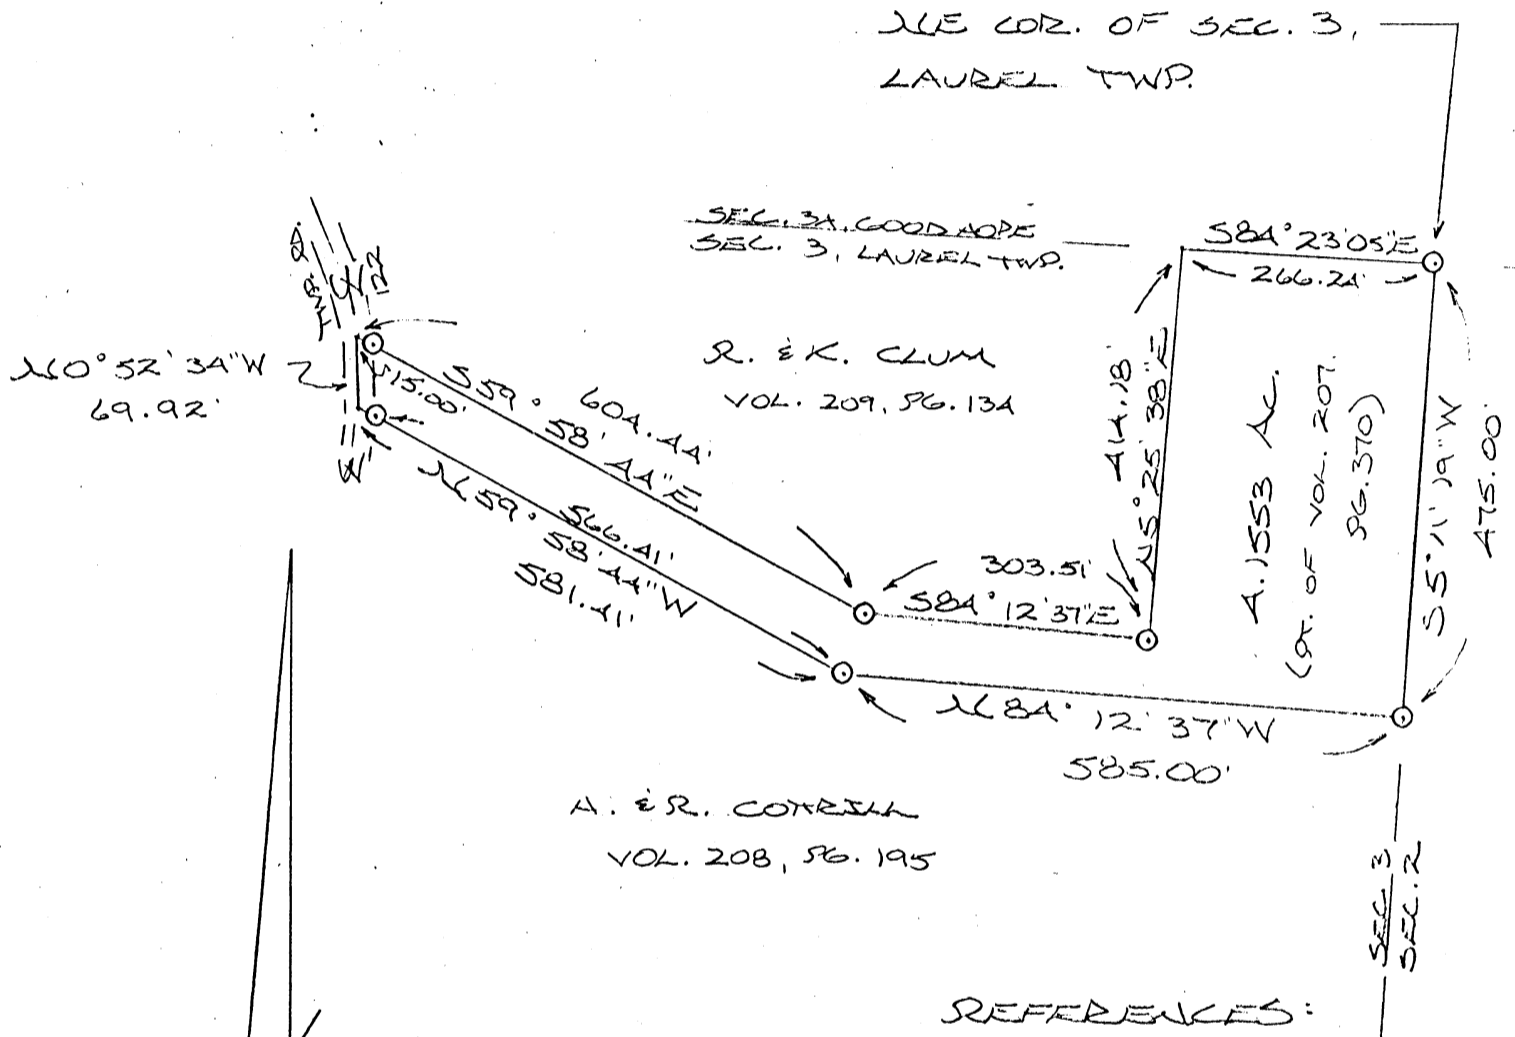 NE COR. OF SEC. 3,
LAUREL TWP.
SEC. 34, GOOD HOPE
SEC. 3, LAUREL TWP.
S84°23'05"E
266.24'
TWP. RD.
122
N0°52'34"W
69.92'
15.00'
S59°58'44"E
604.44'
R. & K. CLUM
VOL. 209, PG. 134
414.18'
N5°25'38"E
4.1553 Ac.
(PT. OF VOL. 207,
PG. 370)
S5°11'19"W
475.00'
N59°58'44"W
566.41'
581.41'
303.51'
S84°12'37"E
N84°12'37"W
585.00'
A. & R. COTTRILL
VOL. 208, PG. 195
SEC. 3
SEC. 2
REFERENCES: